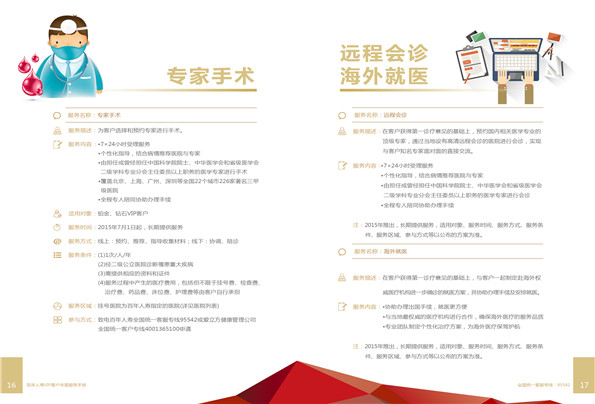 专家手术
服务名称：专家手术
服务描述：为客户选择和预约专家进行手术。
服务内容：•7×24小时受理服务
•个性化指导，结合病情推荐医院与专家
•由担任或曾经担任中国科学院院士、中华医学会和省级医学会
二级学科专业分会主任委员以上职务的医学专家进行手术
•覆盖北京、上海、广州、深圳等全国22个城市226家著名三甲
级医院
•全程专人陪同协助办理手续
适用对象：铂金、钻石VIP客户
服务时间：2015年7月1日起，长期提供服务
服务方式：线上：预约、推荐、指导收集材料；线下：协调、陪诊
服务条件：(1)1次/人/年
(2)经二级公立医院诊断罹患重大疾病
(3)需提供相应的资料和证件
(4)服务过程中产生的医疗费用，包括但不限于挂号费、检查费、
治疗费、药品费、床位费、护理费等由客户自行承担
服务区域：挂号医院为百年人寿指定的医院(详见医院列表)
参与方式：致电百年人寿全国统一客服专线95542或爱立方健康管理公司
全国统一客户专线4001365100申请
16
远程会诊
海外就医
服务名称：远程会诊
服务描述：在客户获得第一诊疗意见的基础上，预约国内相关医学专业的
顶级专家，通过当地设有高清远程会诊的医院进行会诊，实现
与客户知名专家面对面的直接交流。
服务内容：•7×24小时受理服务
•个性化指导，结合病情推荐医院与专家
•由担任或曾经担任中国科学院院士、中华医学会和省级医学会
二级学科专业分会主任委员以上职务的医学专家进行会诊
•全程专人陪同协助办理手续
注：2015年推出，长期提供服务，适用对象、服务时间、服务方式、服务条
件、服务区域、参与方式等以公布的方案为准。
服务名称：海外就医
服务描述：在客户获得第一诊疗意见的基础上，与客户一起制定赴海外权
威医疗机构进一步确诊的就医方案，并协助办理手续及安排就医。
服务内容：•协助办理出国手续，就医更方便
•与当地最权威的医疗机构进行合作，确保海外医疗的服务品质
•专业团队制定个性化治疗方案，为海外医疗保驾护航
注：2015年推出，长期提供服务，适用对象、服务时间、服务方式、服务条
件、服务区域、参与方式等以公布的方案为准。
全国统一客服专线：95542
17